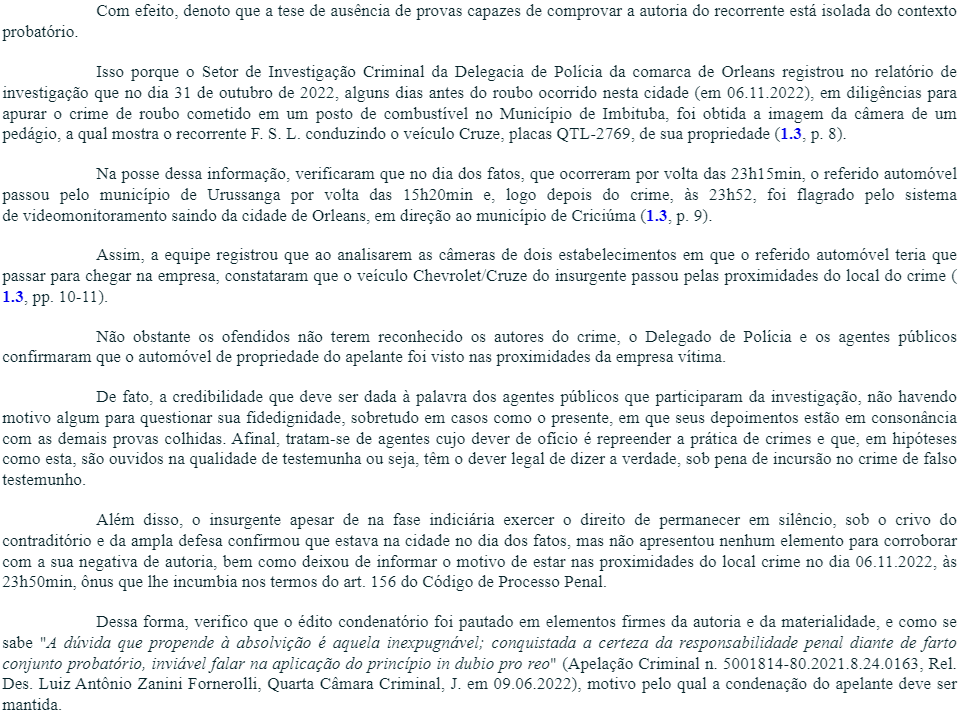 Com efeito, denoto que a tese de ausência de provas capazes de comprovar a autoria do recorrente está isolada do contexto
probatório.
Isso porque o Setor de Investigação Criminal da Delegacia de Polícia da comarca de Orleans registrou no relatório de
investigação que no dia 31 de outubro de 2022, alguns dias antes do roubo ocorrido nesta cidade (em 06.11.2022), em diligências para
apurar o crime de roubo cometido em um posto de combustível no Município de Imbituba, foi obtida a imagem da câmera de um
pedágio, a qual mostra o recorrente F. S. L. conduzindo o veículo Cruze, placas QTL-2769, de sua propriedade (1.3, p. 8).
Na posse dessa informação, verificaram que no dia dos fatos, que ocorreram por volta das 23h15min, o referido automóvel
passou pelo município de Urussanga por volta das 15h20min e, logo depois do crime, às 23h52, foi flagrado pelo sistema
de videomonitoramento saindo da cidade de Orleans, em direção ao município de Criciúma (1.3, p. 9).
Assim, a equipe registrou que ao analisarem as câmeras de dois estabelecimentos em que o referido automóvel teria que
passar para chegar na empresa, constataram que o veículo Chevrolet/Cruze do insurgente passou pelas proximidades do local do crime (
1.3, pp. 10-11).
Não obstante os ofendidos não terem reconhecido os autores do crime, o Delegado de Polícia e os agentes públicos
confirmaram que o automóvel de propriedade do apelante foi visto nas proximidades da empresa vítima.
De fato, a credibilidade que deve ser dada à palavra dos agentes públicos que participaram da investigação, não havendo
motivo algum para questionar sua fidedignidade, sobretudo em casos como o presente, em que seus depoimentos estão em consonância
com as demais provas colhidas. Afinal, tratam-se de agentes cujo dever de ofício é repreender a prática de crimes e que, em hipóteses
como esta, são ouvidos na qualidade de testemunha ou seja, têm o dever legal de dizer a verdade, sob pena de incursão no crime de falso
testemunho.
Além disso, o insurgente apesar de na fase indiciária exercer o direito de permanecer em silêncio, sob o crivo do
contraditório e da ampla defesa confirmou que estava na cidade no dia dos fatos, mas não apresentou nenhum elemento para corroborar
com a sua negativa de autoria, bem como deixou de informar o motivo de estar nas proximidades do local crime no dia 06.11.2022, às
23h50min, ônus que lhe incumbia nos termos do art. 156 do Código de Processo Penal.
Dessa forma, verifico que o édito condenatório foi pautado em elementos firmes da autoria e da materialidade, e como se
sabe "A dúvida que propende à absolvição é aquela inexpugnável; conquistada a certeza da responsabilidade penal diante de farto
conjunto probatório, inviável falar na aplicação do princípio in dubio pro reo" (Apelação Criminal n. 5001814-80.2021.8.24.0163, Rel.
Des. Luiz Antônio Zanini Fornerolli, Quarta Câmara Criminal, J. em 09.06.2022), motivo pelo qual a condenação do apelante deve ser
mantida.